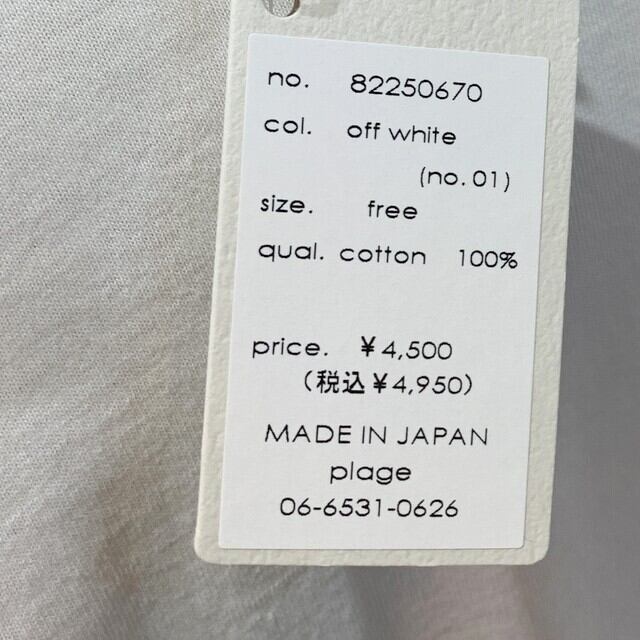 no. 82250670
col. off white
(no.01)
size. free
qual. cotton 100%
price. ¥4,500
(税込¥4,950)
MADE IN JAPAN
plage
06-6531-0626